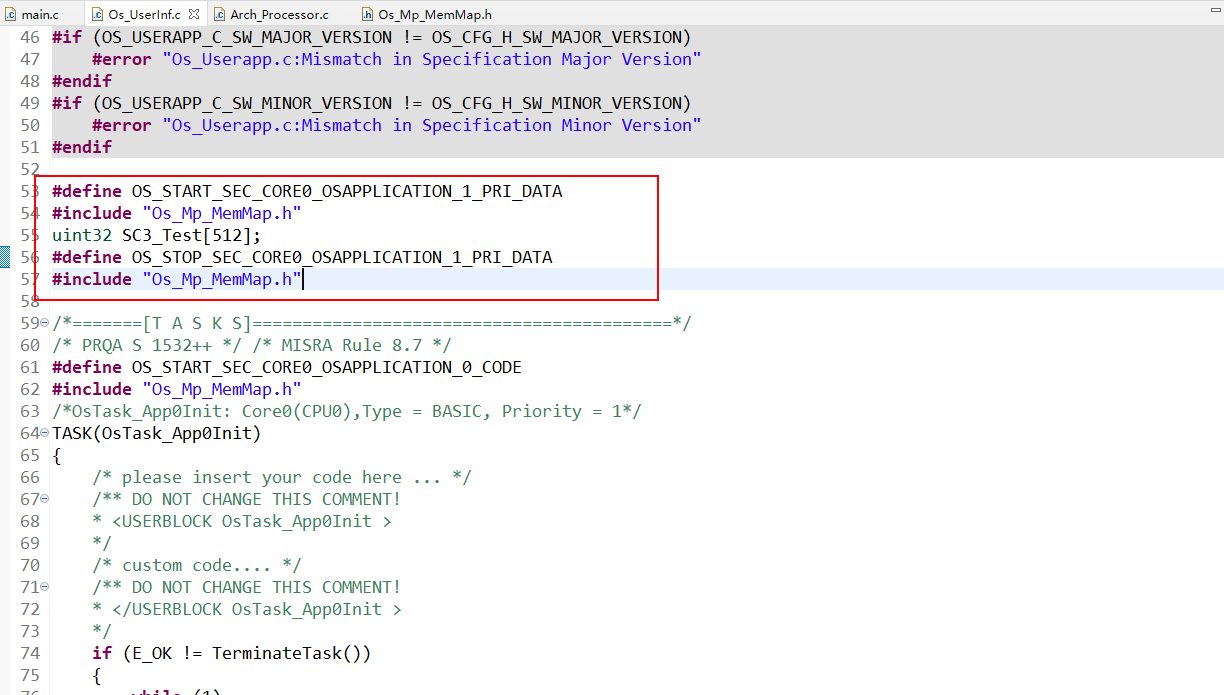 main.c Os_UserInf.c Arch_Processor.c Os_Mp_MemMap.h
46 #if (OS_USERAPP_C_SW_MAJOR_VERSION != OS_CFG_H_SW_MAJOR_VERSION)
47 #error "Os_Userapp.c:Mismatch in Specification Major Version"
48 #endif
49 #if (OS_USERAPP_C_SW_MINOR_VERSION != OS_CFG_H_SW_MINOR_VERSION)
50 #error "Os_Userapp.c:Mismatch in Specification Minor Version"
51 #endif
52
53 #define OS_START_SEC_CORE0_OSAPPLICATION_1_PRI_DATA
54 #include "Os_Mp_MemMap.h"
55 uint32 SC3_Test[512];
56 #define OS_STOP_SEC_CORE0_OSAPPLICATION_1_PRI_DATA
57 #include "Os_Mp_MemMap.h"
58
59 /*=======[T A S K S]==========================================*/
60 /* PRQA S 1532++ */ /* MISRA Rule 8.7 */
61 #define OS_START_SEC_CORE0_OSAPPLICATION_0_CODE
62 #include "Os_Mp_MemMap.h"
63 /*OsTask_App0Init: Core0(CPU0),Type = BASIC, Priority = 1*/
64 TASK(OsTask_App0Init)
65 {
66 /* please insert your code here ... */
67 /** DO NOT CHANGE THIS COMMENT!
68 * <USERBLOCK OsTask_App0Init >
69 */
70 /* custom code.... */
71 /** DO NOT CHANGE THIS COMMENT!
72 * </USERBLOCK OsTask_App0Init >
73 */
74 if (E_OK != TerminateTask())
75 {
76 while (1)